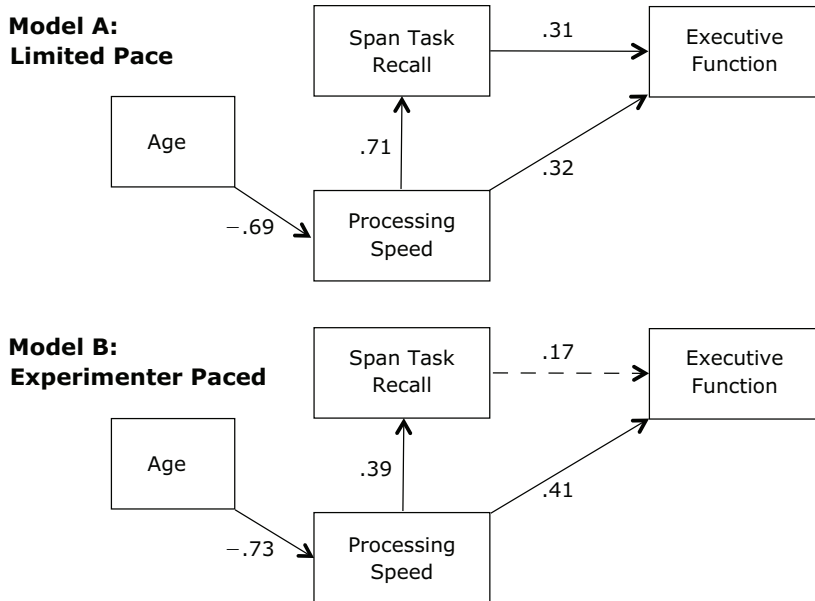 Model A:
Limited Pace
Span Task
Recall
.31
Executive
Function
Age
.71
.32
−.69
Processing
Speed
Model B:
Experimenter Paced
Span Task
Recall
.17
Executive
Function
Age
.39
.41
−.73
Processing
Speed